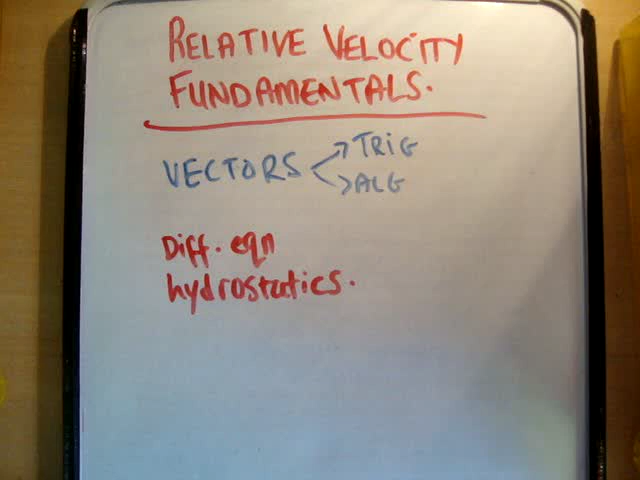 RELATIVE VELOCITY
FUNDAMENTALS.
VECTORS
TRIG
ALG
Diff. eqn
hydrostatics.